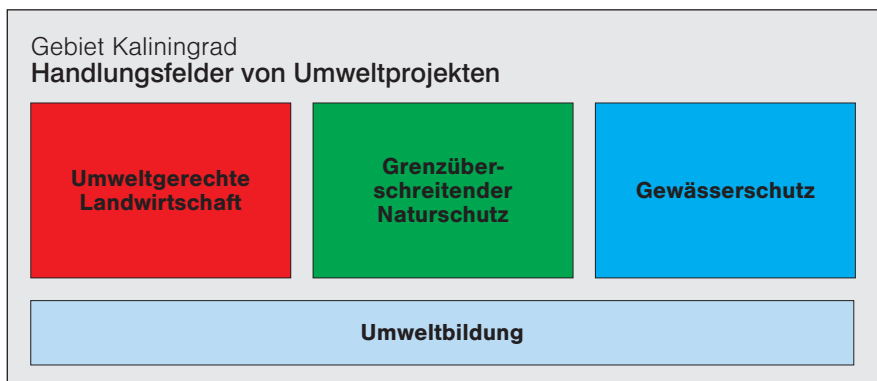 Gebiet Kaliningrad
Handlungsfelder von Umweltprojekten
Umweltgerechte
Landwirtschaft
Grenzüber-
schreitender
Naturschutz
Gewässerschutz
Umweltbildung